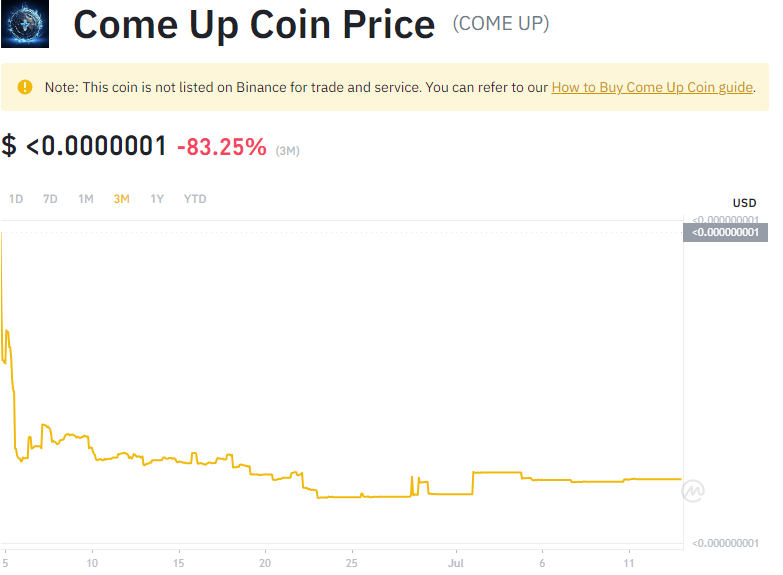 Come Up Coin Price (COME UP)
Note: This coin is not listed on Binance for trade and service. You can refer to our How to Buy Come Up Coin guide.
$ <0.0000001 -83.25% (3M)
1D 7D 1M 3M 1Y YTD
USD
<0.000000001
<0.000000001
<0.000000001
5 10 15 20 25 Jul 6 11